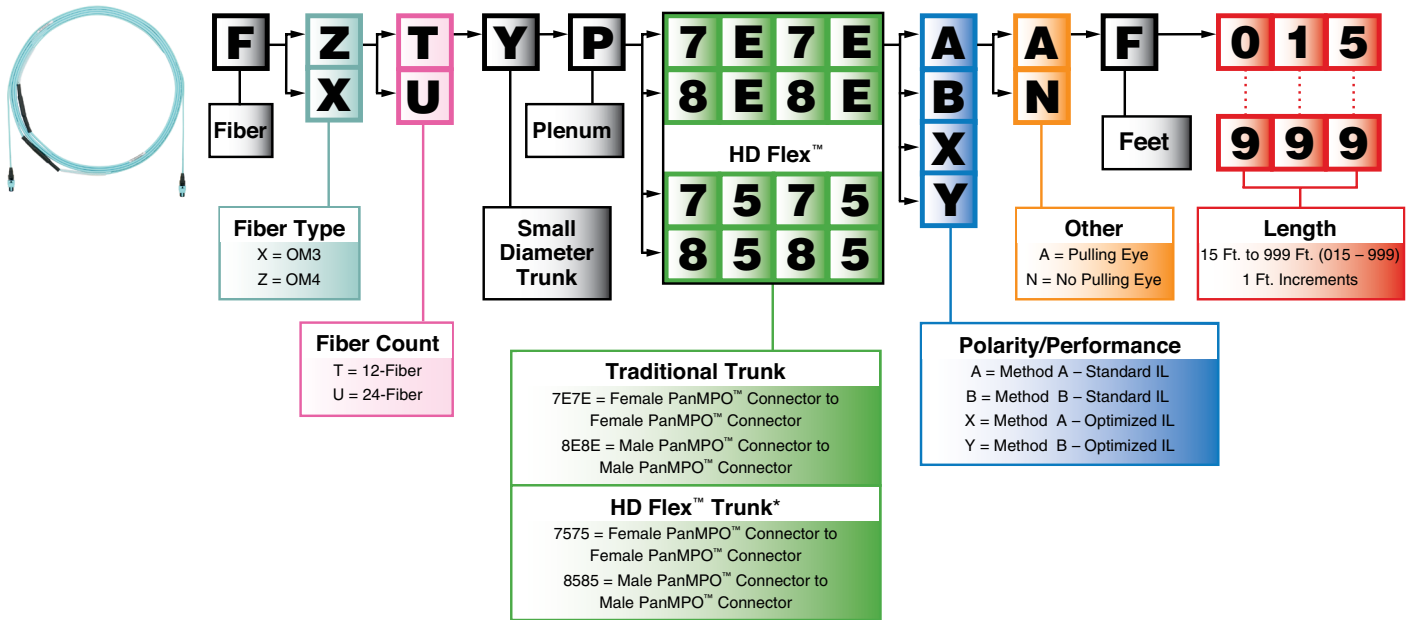 F Z T Y P 7 E 7 E A A F 0 1 5
X U 8 E 8 E B N
Fiber
Plenum
HD Flex™
X
Feet
9 9 9
7 5 7 5
Y
8 5 8 5
Fiber Type
X = OM3
Z = OM4
Small
Diameter
Trunk
Other
A = Pulling Eye
N = No Pulling Eye
Length
15 Ft. to 999 Ft. (015 – 999)
1 Ft. Increments
Fiber Count
T = 12-Fiber
U = 24-Fiber
Traditional Trunk
7E7E = Female PanMPO™ Connector to
Female PanMPO™ Connector
8E8E = Male PanMPO™ Connector to
Male PanMPO™ Connector
HD Flex™ Trunk*
7575 = Female PanMPO™ Connector to
Female PanMPO™ Connector
8585 = Male PanMPO™ Connector to
Male PanMPO™ Connector
Polarity/Performance
A = Method A – Standard IL
B = Method B – Standard IL
X = Method A – Optimized IL
Y = Method B – Optimized IL